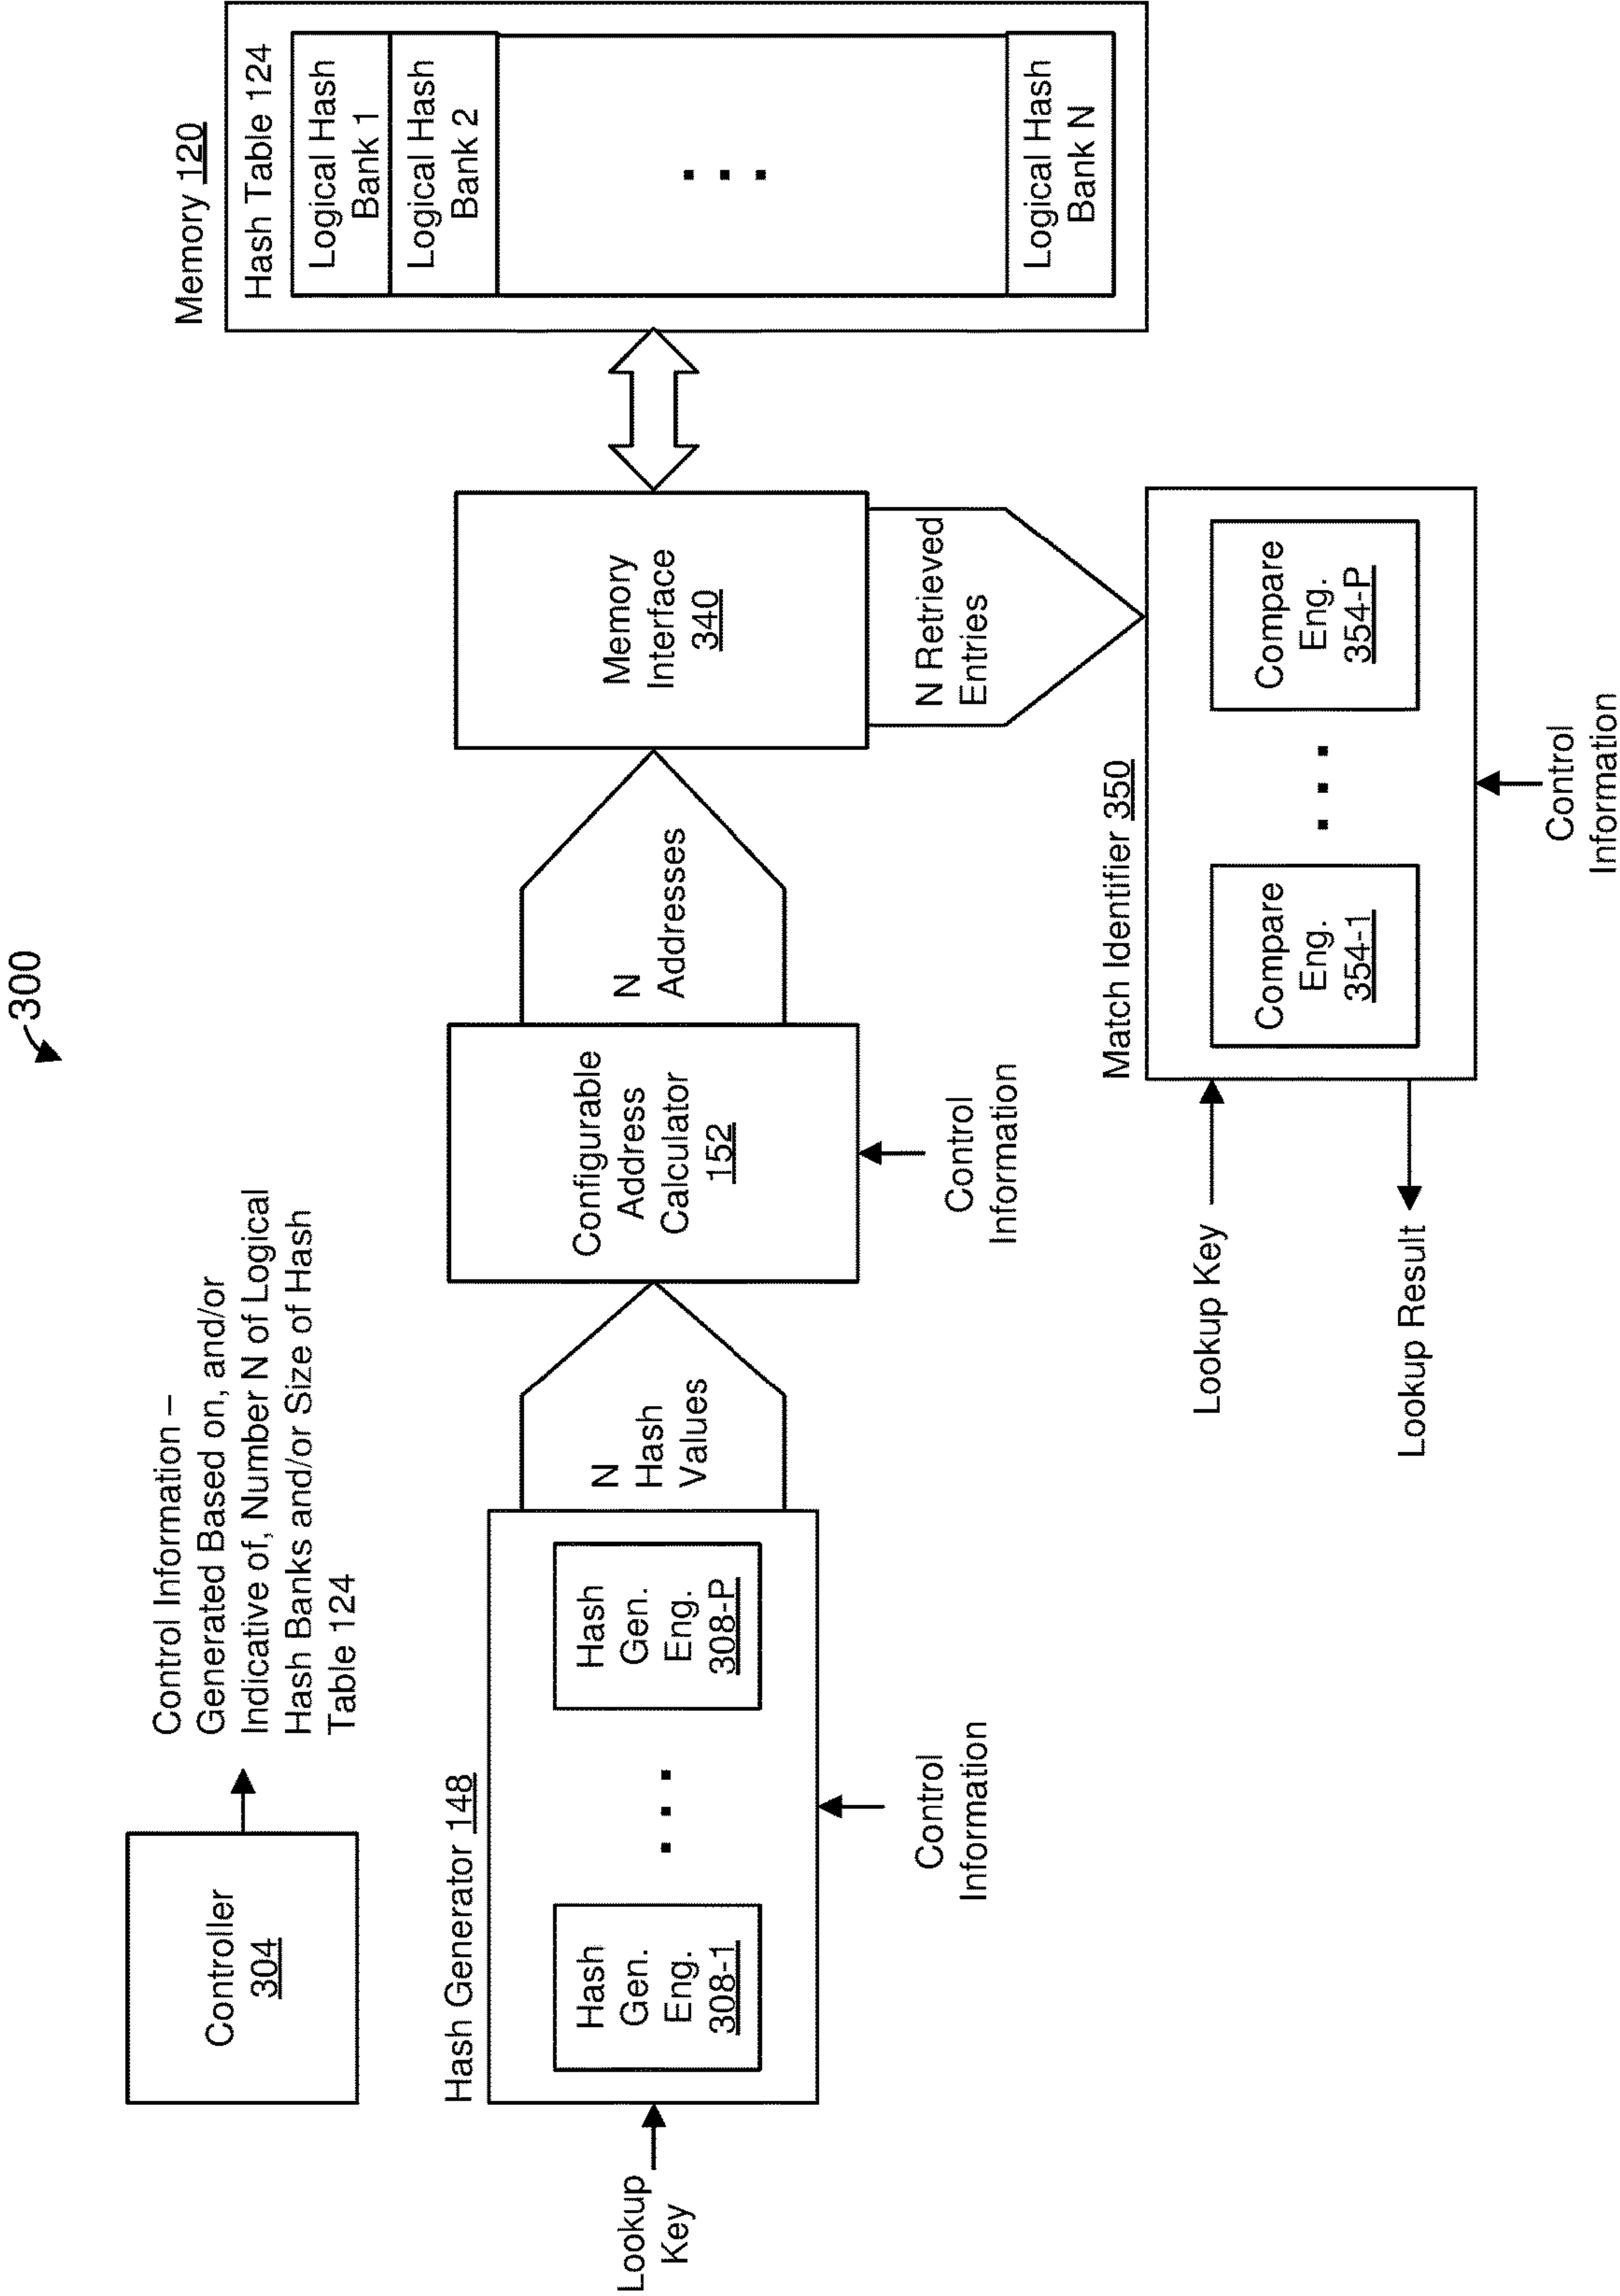 300
Controller
304
Control Information –
Generated Based on, and/or
Indicative of, Number N of Logical
Hash Banks and/or Size of Hash
Table 124
Memory 120
Hash Table 124
Logical Hash
Bank 1
Logical Hash
Bank 2
Logical Hash
Bank N
Lookup
Key
Hash Generator 148
Hash
Gen.
Eng.
308-1
Hash
Gen.
Eng.
308-P
Control
Information
N
Hash
Values
Configurable
Address
Calculator
152
Control
Information
N
Addresses
Memory
Interface
340
N Retrieved
Entries
Match Identifier 350
Lookup Key
Lookup Result
Compare
Eng.
354-1
Compare
Eng.
354-P
Control
Information